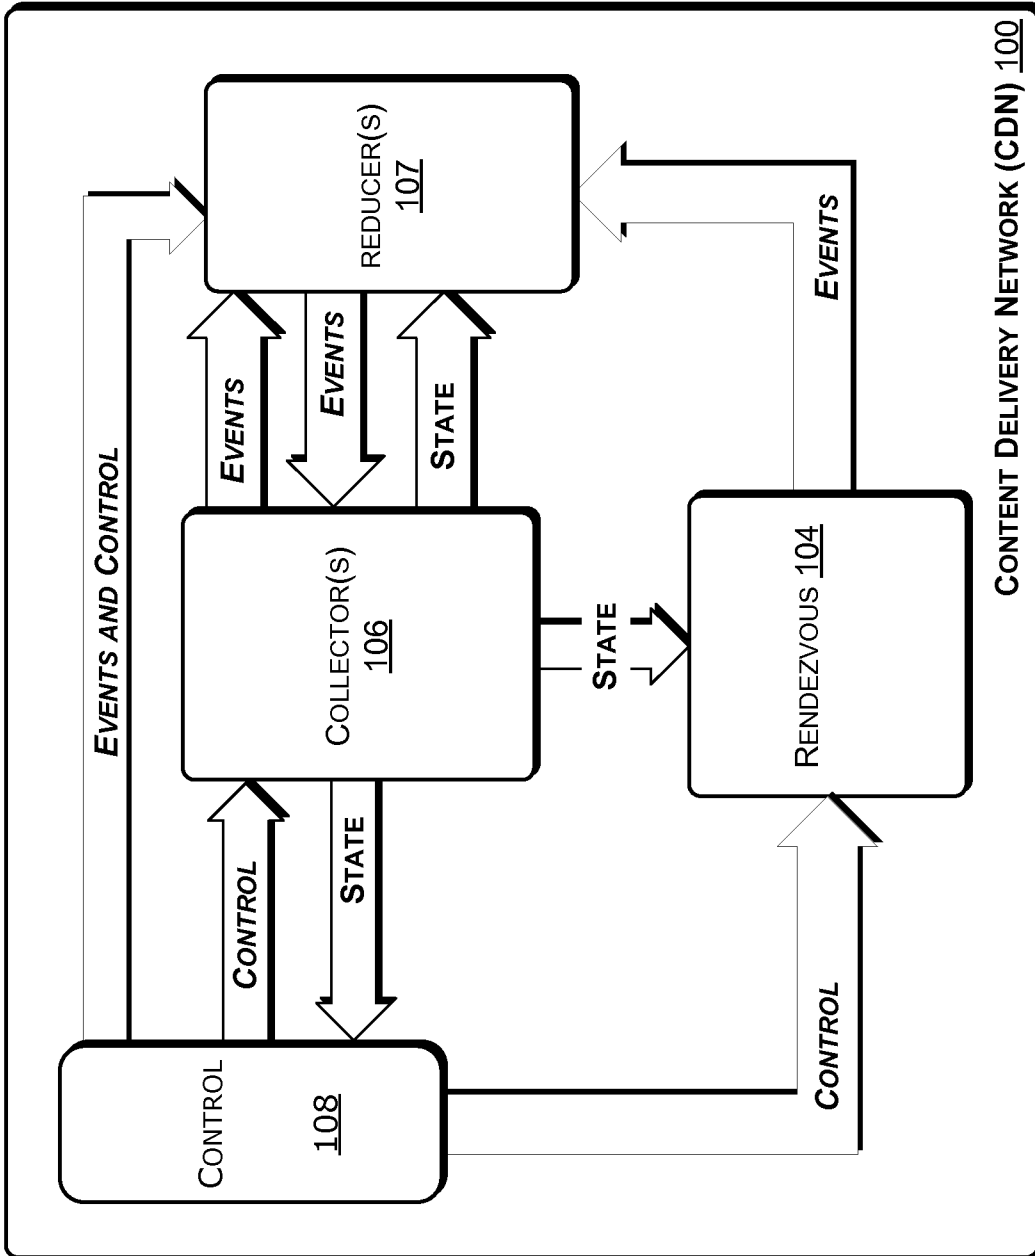 EVENTS AND CONTROL
CONTROL
108
CONTROL
STATE
COLLECTOR(S)
106
EVENTS
EVENTS
STATE
REDUCER(S)
107
STATE
CONTROL
RENDEZVOUS 104
EVENTS
CONTENT DELIVERY NETWORK (CDN) 100